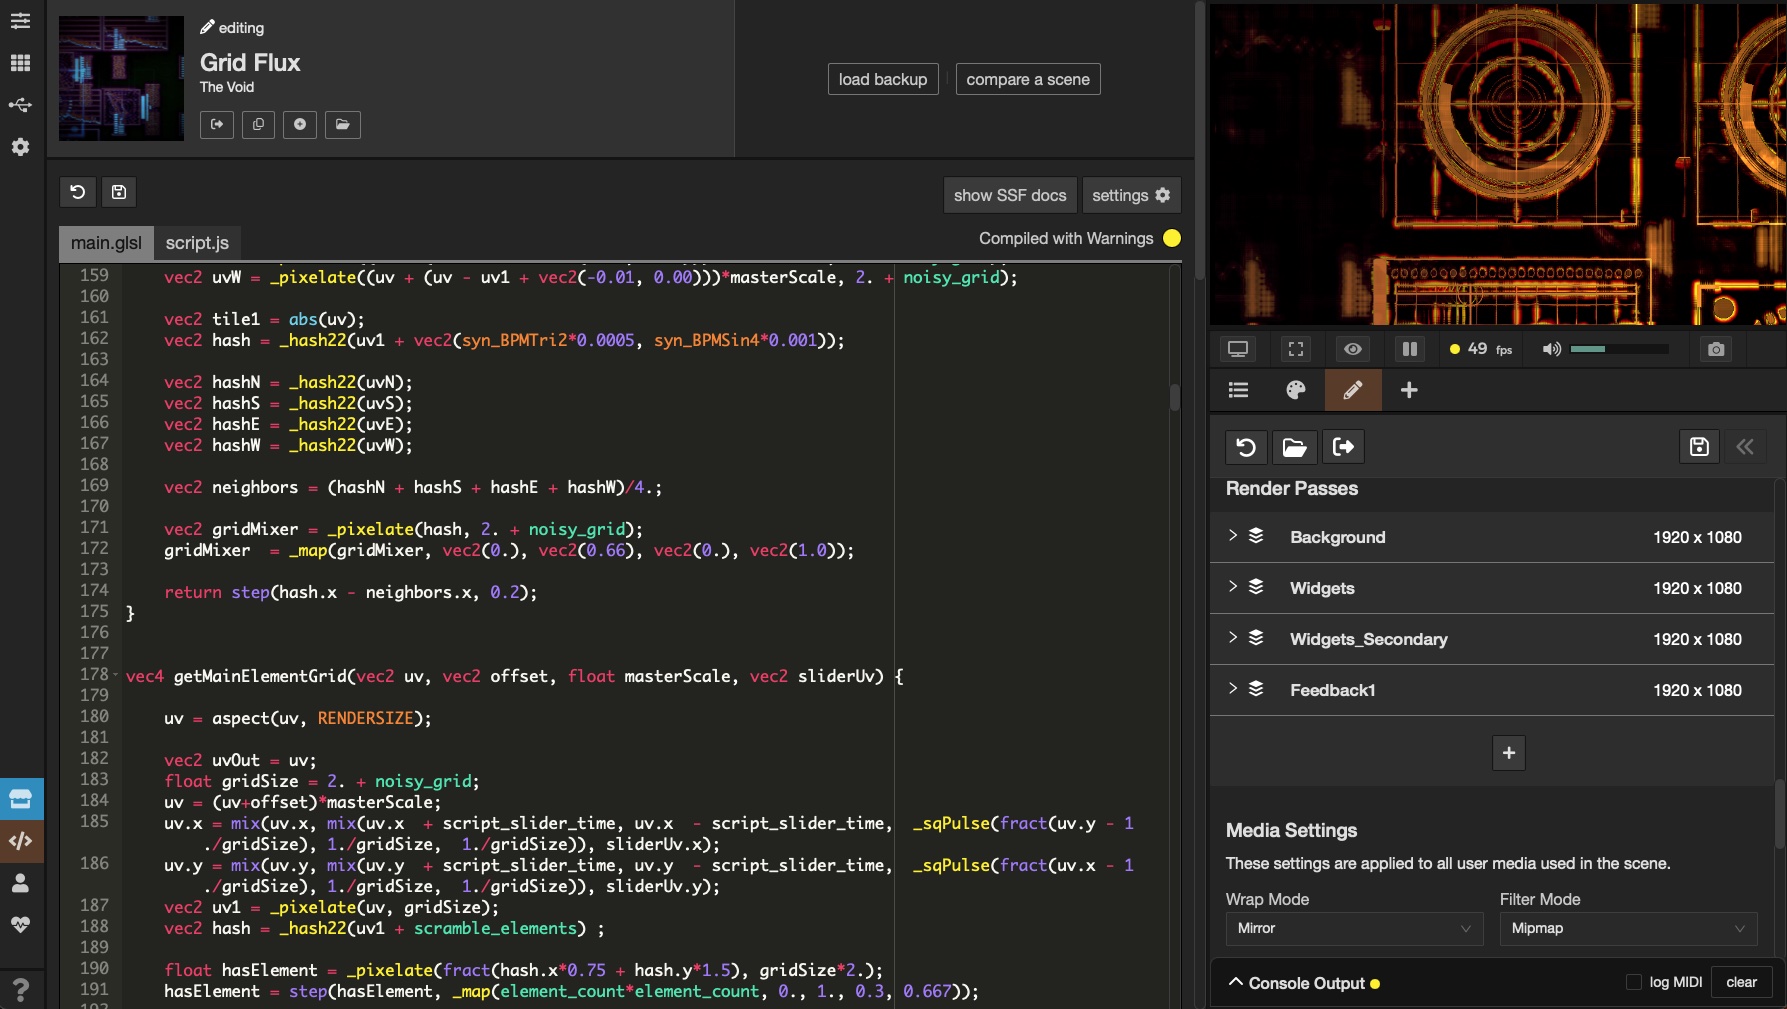 editing
Grid Flux
The Void
load backup
compare a scene
show SSF docs
settings
main.glsl
script.js
Compiled with Warnings
159 vec2 uvW = _pixelate((uv + (uv - uv1 + vec2(-0.01, 0.00)))*masterScale, 2. + noisy_grid);
160
161 vec2 tile1 = abs(uv);
162 vec2 hash = _hash22(uv1 + vec2(syn_BPMTri2*0.0005, syn_BPMSin4*0.001));
163
164 vec2 hashN = _hash22(uvN);
165 vec2 hashS = _hash22(uvS);
166 vec2 hashE = _hash22(uvE);
167 vec2 hashW = _hash22(uvW);
168
169 vec2 neighbors = (hashN + hashS + hashE + hashW)/4.;
170
171 vec2 gridMixer = _pixelate(hash, 2. + noisy_grid);
172 gridMixer  = _map(gridMixer, vec2(0.), vec2(0.66), vec2(0.), vec2(1.0));
173
174 return step(hash.x - neighbors.x, 0.2);
175 }
176
177
178 vec4 getMainElementGrid(vec2 uv, vec2 offset, float masterScale, vec2 sliderUv) {
179
180 uv = aspect(uv, RENDERSIZE);
181
182 vec2 uvOut = uv;
183 float gridSize = 2. + noisy_grid;
184 uv = (uv+offset)*masterScale;
185 uv.x = mix(uv.x, mix(uv.x  + script_slider_time, uv.x  - script_slider_time,  _sqPulse(fract(uv.y - 1
./gridSize), 1./gridSize,  1./gridSize)), sliderUv.x);
186 uv.y = mix(uv.y, mix(uv.y  + script_slider_time, uv.y  - script_slider_time,  _sqPulse(fract(uv.x - 1
./gridSize), 1./gridSize,  1./gridSize)), sliderUv.y);
187 vec2 uv1 = _pixelate(uv, gridSize);
188 vec2 hash = _hash22(uv1 + scramble_elements) ;
189
190 float hasElement = _pixelate(fract(hash.x*0.75 + hash.y*1.5), gridSize*2.);
191 hasElement = step(hasElement, _map(element_count*element_count, 0., 1., 0.3, 0.667));
49 fps
Render Passes
Background 1920 x 1080
Widgets 1920 x 1080
Widgets_Secondary 1920 x 1080
Feedback1 1920 x 1080
+
Media Settings
These settings are applied to all user media used in the scene.
Wrap Mode
Filter Mode
Mirror
Mipmap
Console Output
log MIDI
clear